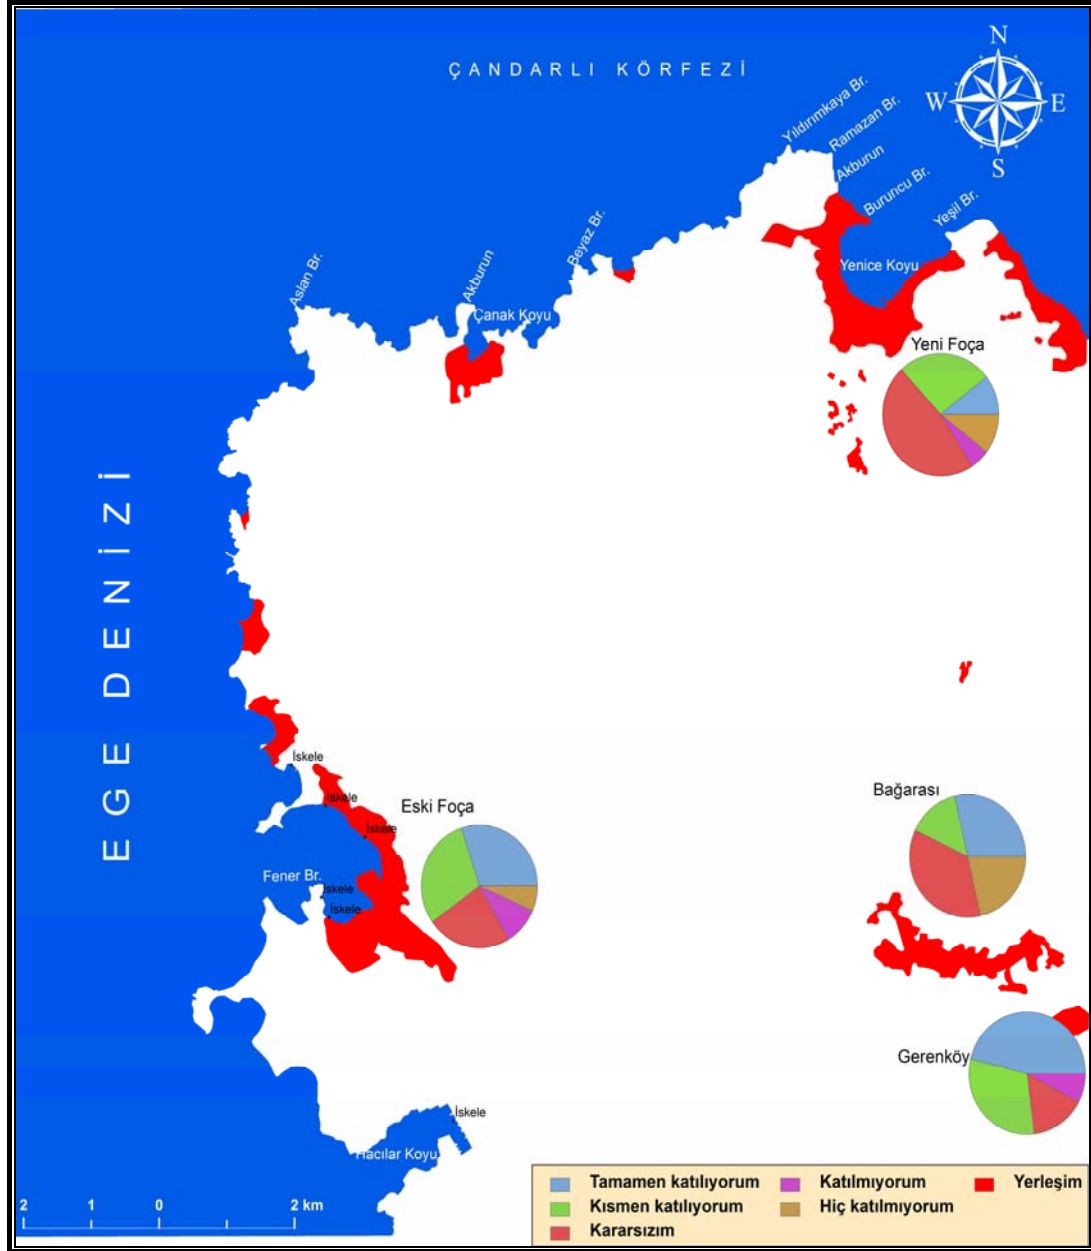 ÇANDARLI KÖRFEZİ
N
W
E
S
Yıldırımkaya Br.
Ramazan Br.
Akburun
Buruncu Br.
Yeşil Br.
Yenice Koyu
Beyaz Br.
Akburun
Çanak Koyu
Aslan Br.
Yeni Foça
EGE DENİZİ
İskele
İskele
İskele
Eski Foça
Fener Br.
İskele
İskele
Bağarası
Gerenköy
İskele
Hacılar Koyu
2 1 0 2 km
Tamamen katılıyorum
Kısmen katılıyorum
Kararsızım
Katılmıyorum
Hiç katılmıyorum
Yerleşim